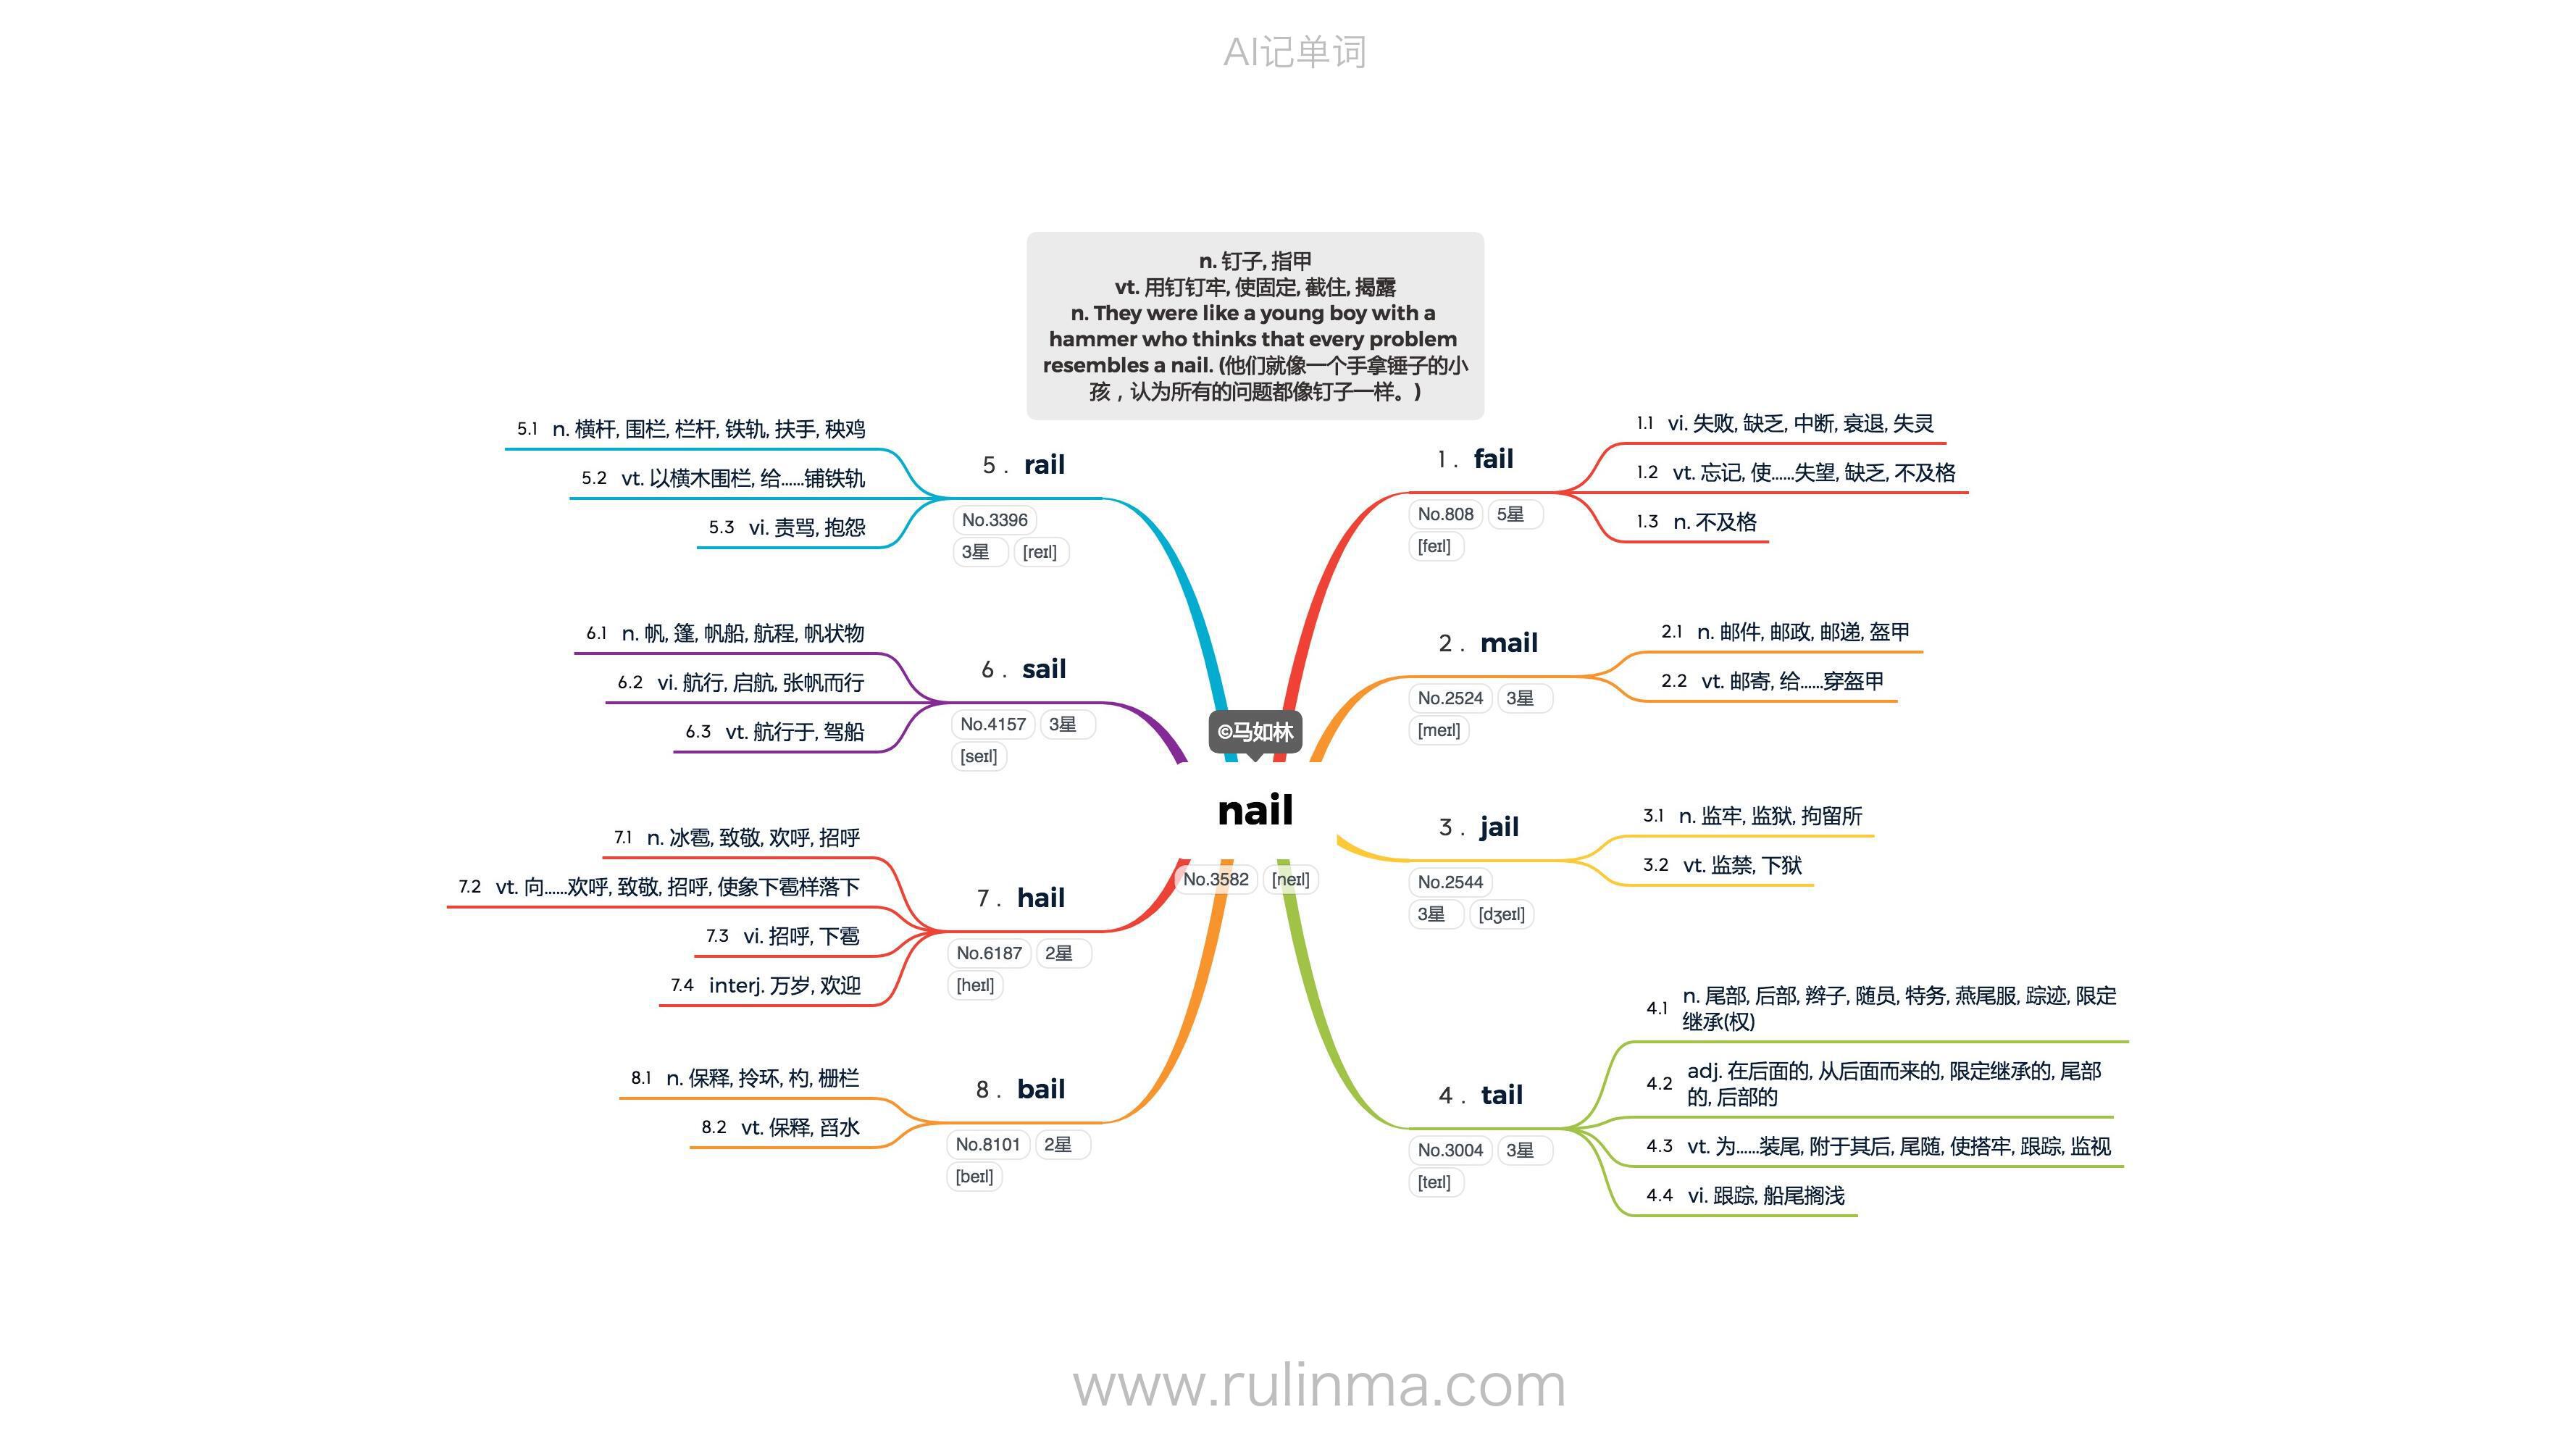 AI记单词
n. 钉子, 指甲
vt. 用钉钉牢, 使固定, 截住, 揭露
n. They were like a young boy with a
hammer who thinks that every problem
resembles a nail. (他们就像一个手拿锤子的小
孩，认为所有的问题都像钉子一样。)
©马如林
nail
No.3582 [neɪl]
1. fail
No.808 5星
[feɪl]
1.1 vi. 失败, 缺乏, 中断, 衰退, 失灵
1.2 vt. 忘记, 使......失望, 缺乏, 不及格
1.3 n. 不及格
2. mail
No.2524 3星
[meɪl]
2.1 n. 邮件, 邮政, 邮递, 盔甲
2.2 vt. 邮寄, 给......穿盔甲
3. jail
No.2544
3星 [dʒeɪl]
3.1 n. 监牢, 监狱, 拘留所
3.2 vt. 监禁, 下狱
4. tail
No.3004 3星
[teɪl]
4.1 n. 尾部, 后部, 辫子, 随员, 特务, 燕尾服, 踪迹, 限定
继承(权)
4.2 adj. 在后面的, 从后面而来的, 限定继承的, 尾部
的, 后部的
4.3 vt. 为......装尾, 附于其后, 尾随, 使搭牢, 跟踪, 监视
4.4 vi. 跟踪, 船尾搁浅
5. rail
No.3396
3星 [reɪl]
5.1 n. 横杆, 围栏, 栏杆, 铁轨, 扶手, 秧鸡
5.2 vt. 以横木围栏, 给......铺铁轨
5.3 vi. 责骂, 抱怨
6. sail
No.4157 3星
[seɪl]
6.1 n. 帆, 篷, 帆船, 航程, 帆状物
6.2 vi. 航行, 启航, 张帆而行
6.3 vt. 航行于, 驾船
7. hail
No.6187 2星
[heɪl]
7.1 n. 冰雹, 致敬, 欢呼, 招呼
7.2 vt. 向......欢呼, 致敬, 招呼, 使象下雹样落下
7.3 vi. 招呼, 下雹
7.4 interj. 万岁, 欢迎
8. bail
No.8101 2星
[beɪl]
8.1 n. 保释, 拎环, 杓, 栅栏
8.2 vt. 保释, 舀水
www.rulinma.com